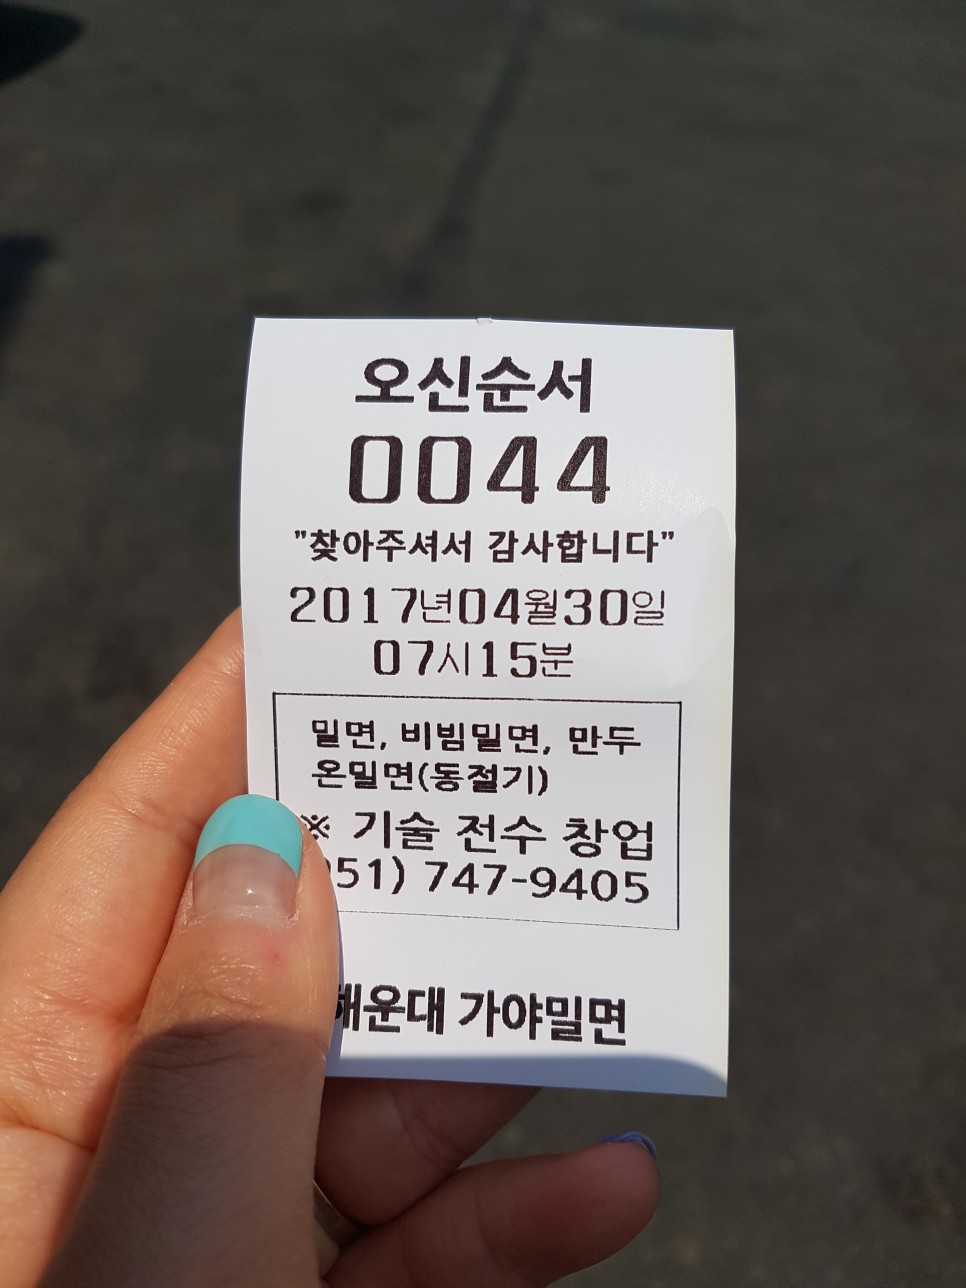 오신순서
0044
"찾아주셔서 감사합니다"
2017년04월30일
07시15분
밀면, 비빔밀면, 만두
온밀면(동절기)
※ 기술 전수 창업
051) 747-9405
해운대 가야밀면